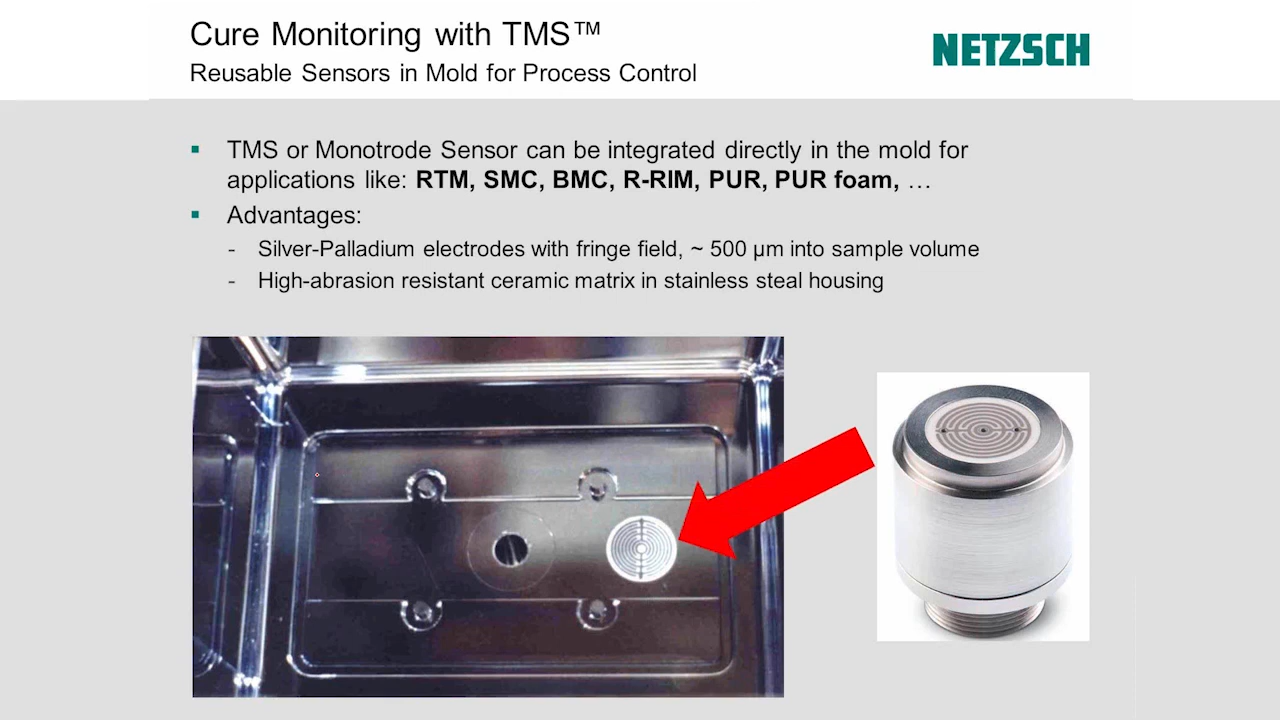 Cure Monitoring with TMS™
NETZSCH
Reusable Sensors in Mold for Process Control
▪ TMS or Monotrode Sensor can be integrated directly in the mold for
applications like: RTM, SMC, BMC, R-RIM, PUR, PUR foam, …
▪ Advantages:
- Silver-Palladium electrodes with fringe field, ~ 500 µm into sample volume
- High-abrasion resistant ceramic matrix in stainless steal housing